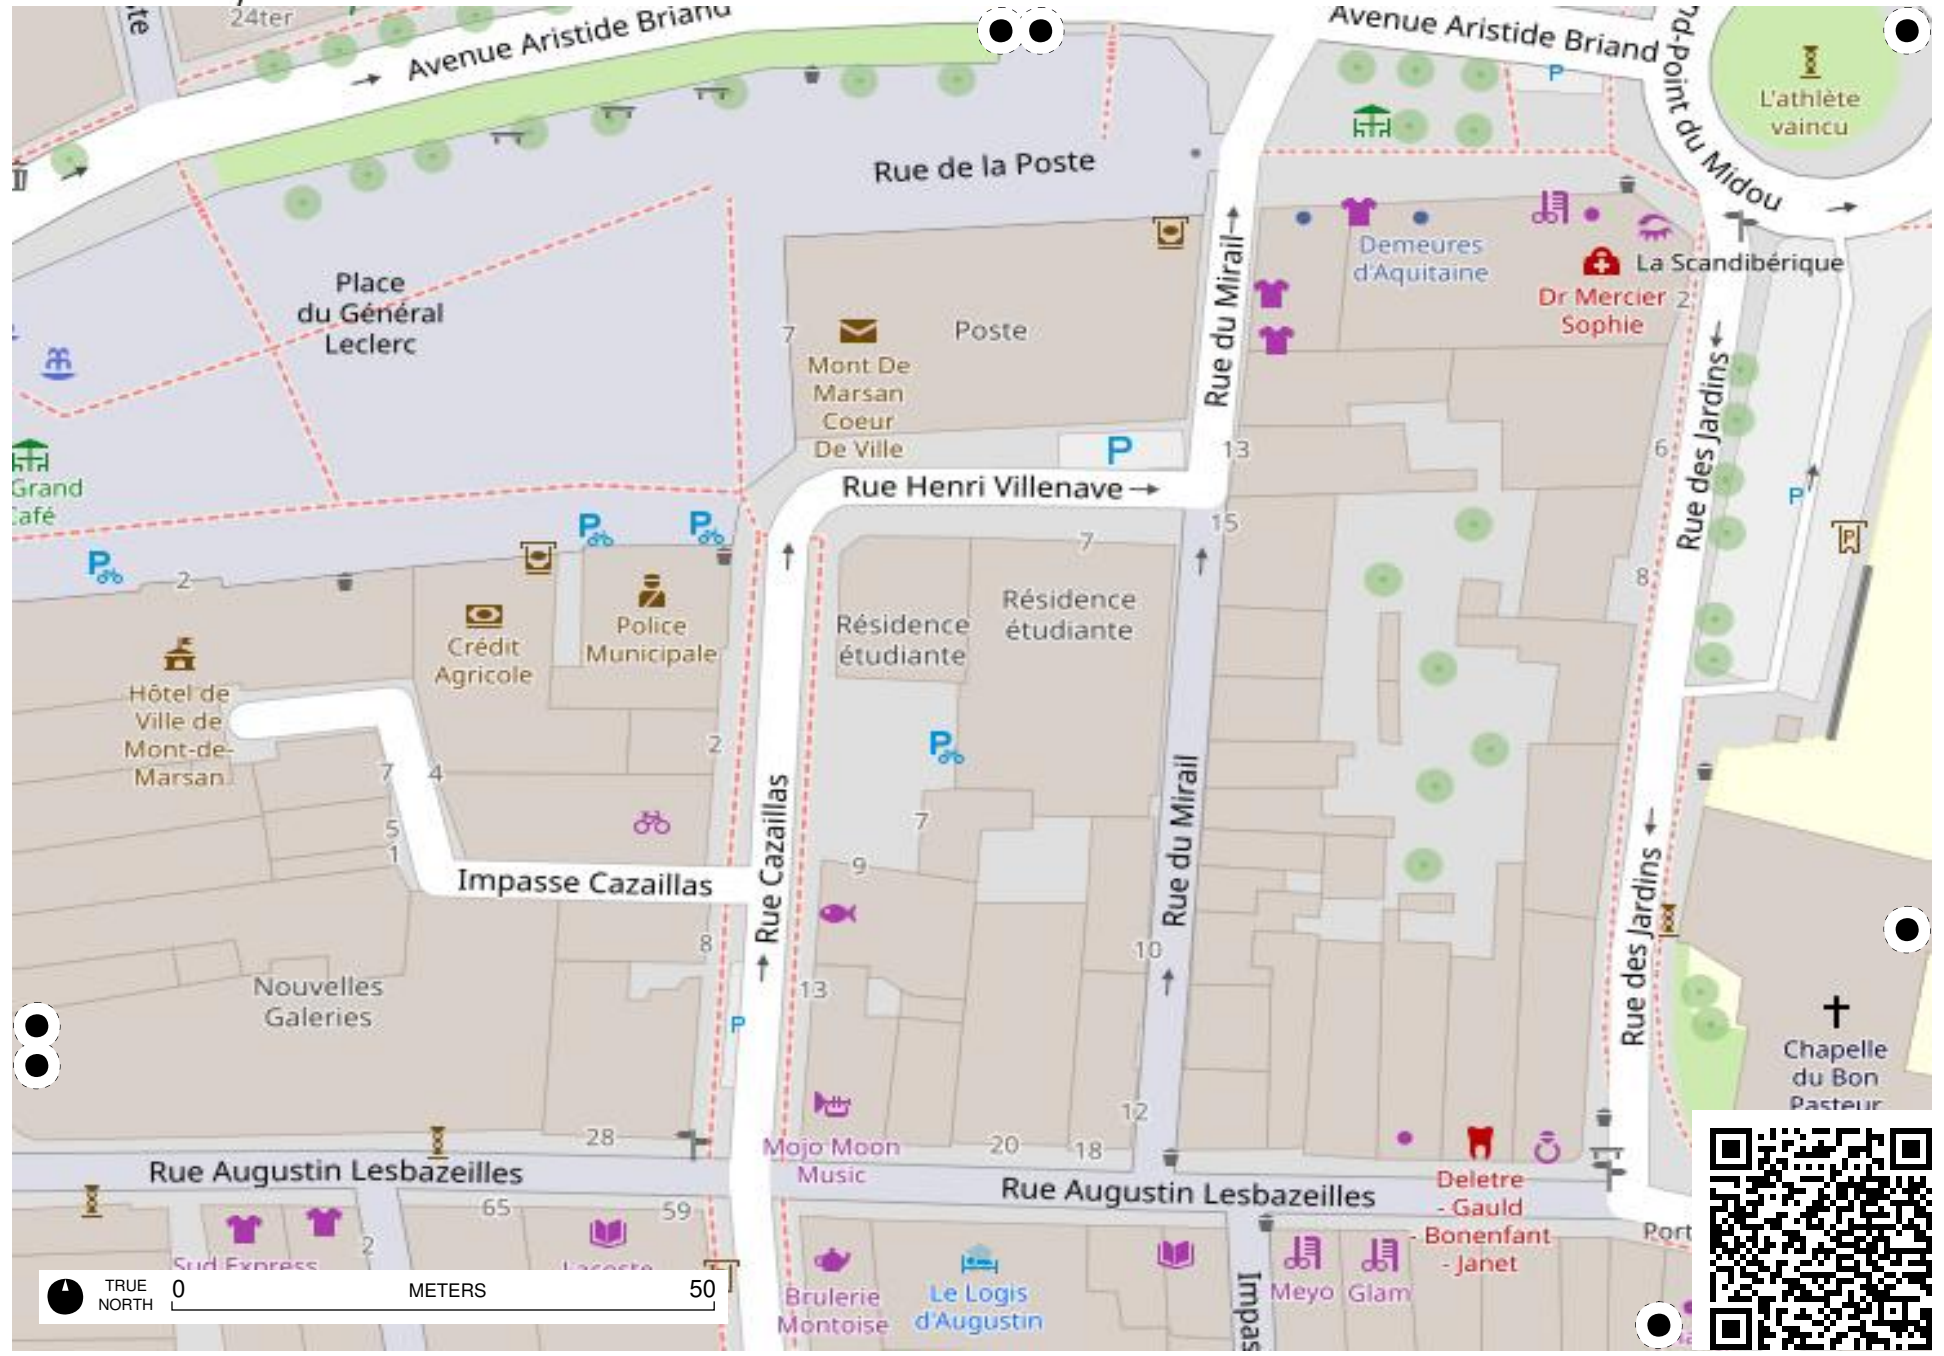 24ter
Avenue Aristide Briand
Avenue Aristide Briand
L'athlète
vaincu
Point du Midou
Rue de la Poste
Place
du Général
Leclerc
Demeures
d'Aquitaine
La Scandibérique
Dr Mercier
Sophie
2
Rue du Mirail
7
Poste
Mont De
Marsan
Coeur
De Ville
P
P
Rue des Jardins
6
13
Grand
Café
Rue Henri Villenave
P
15
P
P
P
P
P
2
7
8
Police
Municipale
Crédit
Agricole
Résidence
étudiante
Résidence
étudiante
Hôtel de
Ville de
Mont-de-
Marsan
2
P
7
4
5
1
7
9
Rue Cazaillas
Rue du Mirail
Rue des Jardins
Impasse Cazaillas
8
10
13
Nouvelles
Galeries
P
Chapelle
du Bon
Pasteur
12
28
20
18
Mojo Moon
Music
Rue Augustin Lesbazeilles
Rue Augustin Lesbazeilles
Deletre
- Gauld
- Bonenfant
- Janet
65
59
2
Port
Sud Express
Lacoste
Brulerie
Montoise
Le Logis
d'Augustin
Meyo
Glam
Impas
TRUE
NORTH
0
METERS
50